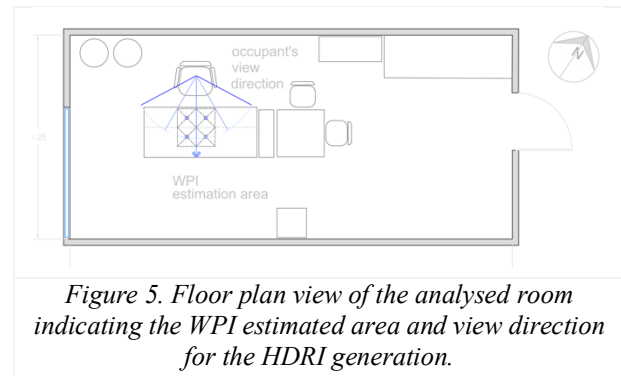 occupant's
view
direction
N
WPI
estimation area
Figure 5. Floor plan view of the analysed room
indicating the WPI estimated area and view direction
for the HDRI generation.